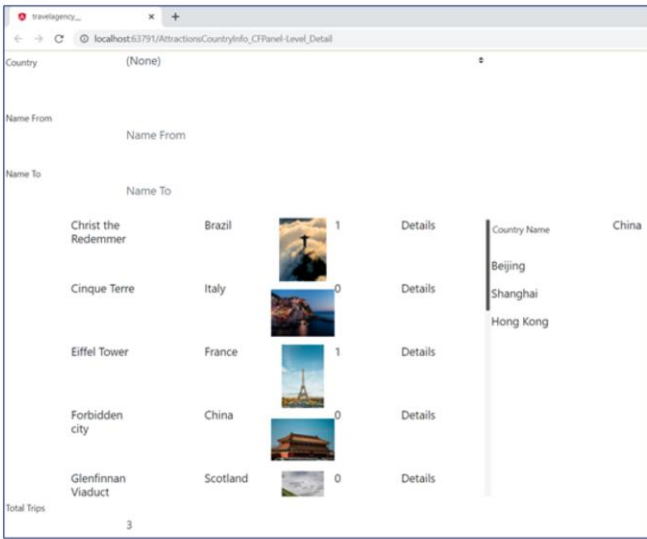 travelagency_
localhost:63791/AttractionsCountryInfo_CFPanel-Level_Detail
Country
(None)
Name From
Name From
Name To
Name To
Christ the
Redemmer
Brazil
1
Details
Country Name
China
Beijing
Shanghai
Hong Kong
Cinque Terre
Italy
0
Details
Eiffel Tower
France
1
Details
Forbidden
city
China
0
Details
Glenfinnan
Viaduct
Scotland
0
Details
Total Trips
3